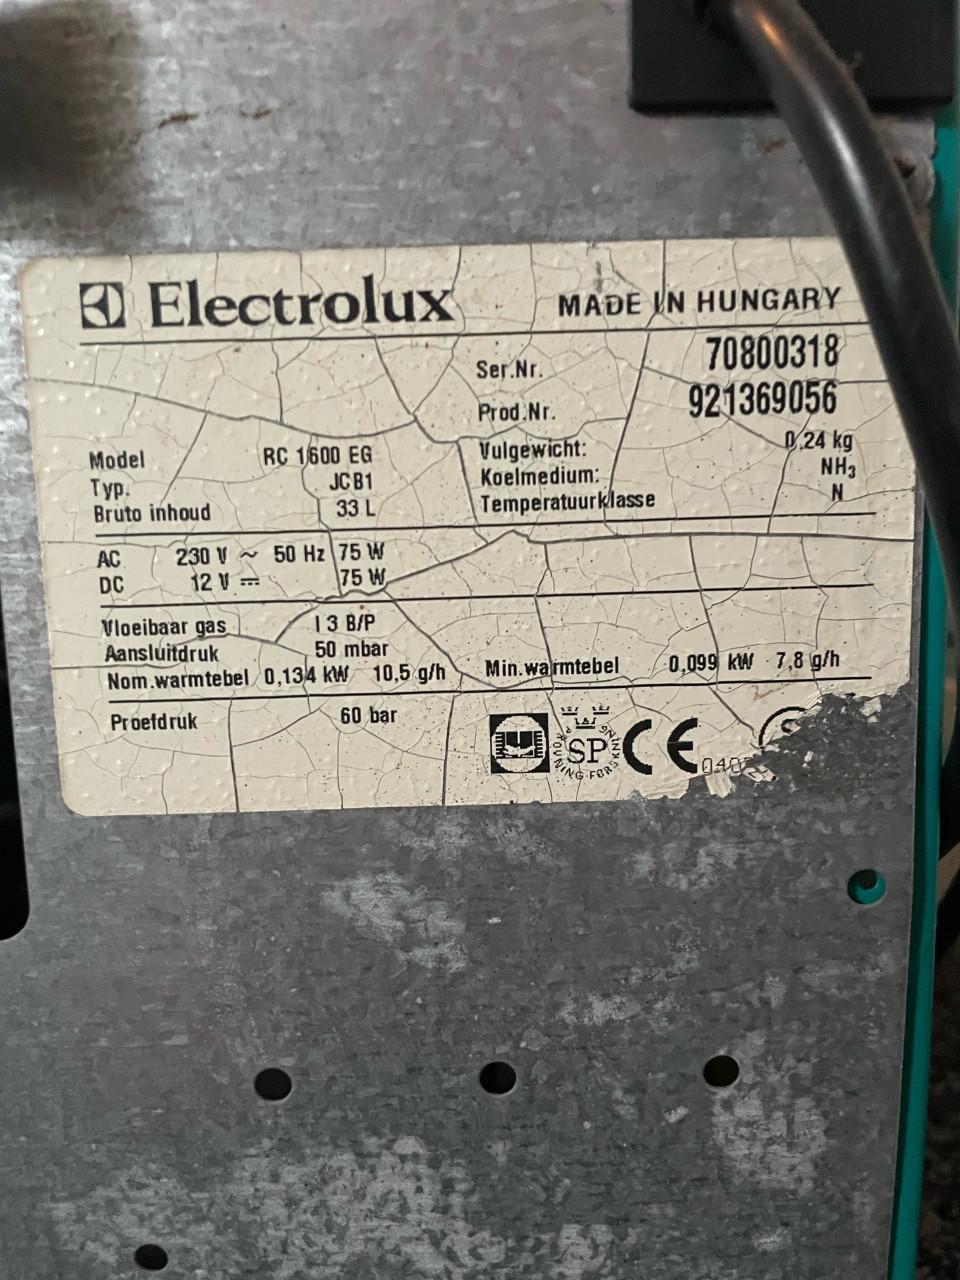 Electrolux MADE IN HUNGARY
Ser.Nr. 70800318
Prod.Nr. 921369056
Model RC 1600 EG Vulgewicht: 0,24 kg
Typ. JCB1 Koelmedium: NH3
Bruto inhoud 33 L Temperatuurklasse N
AC 230 V ~ 50 Hz 75 W
DC 12 V ⎓ 75 W
Vloeibaar gas I 3 B/P
Aansluitdruk 50 mbar
Nom.warmtebel 0,134 kW 10,5 g/h Min.warmtebel 0,099 kW 7,8 g/h
Proefdruk 60 bar
SP
PROVNING·FORSKNING
CE